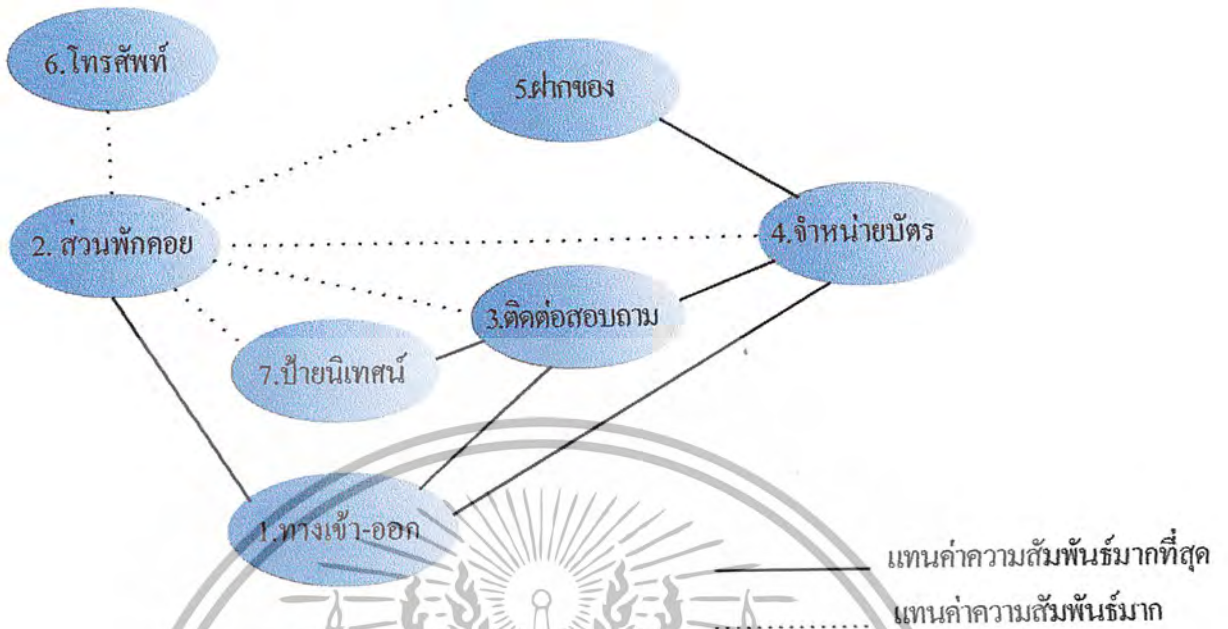 6.โทรศัพท์
5.ฝากของ
2. ส่วนพักคอย
4.จำหน่ายบัตร
3.ติดต่อสอบถาม
7.ป้ายนิเทศน์
1.ทางเข้า-ออก
แทนค่าความสัมพันธ์มากที่สุด
แทนค่าความสัมพันธ์มาก